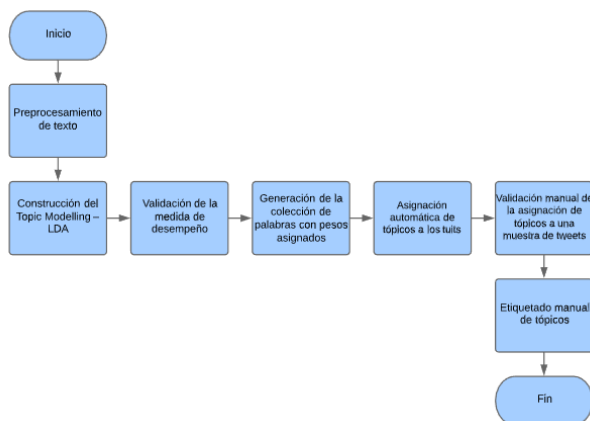 Inicio
Preprocesamiento
de texto
Construcción del
Topic Modelling –
LDA
Validación de la
medida de
desempeño
Generación de la
colección de
palabras con pesos
asignados
Asignación
automática de
tópicos a los tuits
Validación manual de
la asignación de
tópicos a una
muestra de tweets
Etiquetado manual
de tópicos
Fin